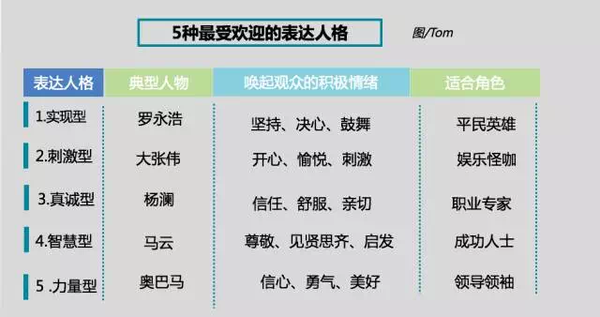 5种最受欢迎的表达人格 图/Tom
表达人格 典型人物 唤起观众的积极情绪 适合角色
1.实现型 罗永浩 坚持、决心、鼓舞 平民英雄
2.刺激型 大张伟 开心、愉悦、刺激 娱乐怪咖
3.真诚型 杨澜 信任、舒服、亲切 职业专家
4.智慧型 马云 尊敬、见贤思齐、启发 成功人士
5.力量型 奥巴马 信心、勇气、美好 领导领袖